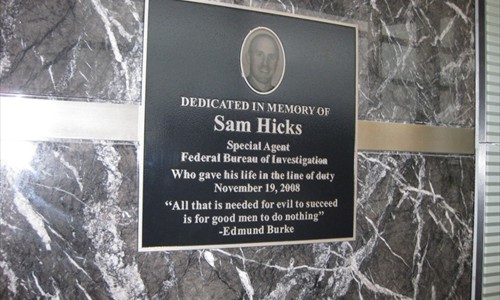 DEDICATED IN MEMORY OF
Sam Hicks
Special Agent
Federal Bureau of Investigation
Who gave his life in the line of duty
November 19, 2008
“All that is needed for evil to succeed
is for good men to do nothing”
-Edmund Burke